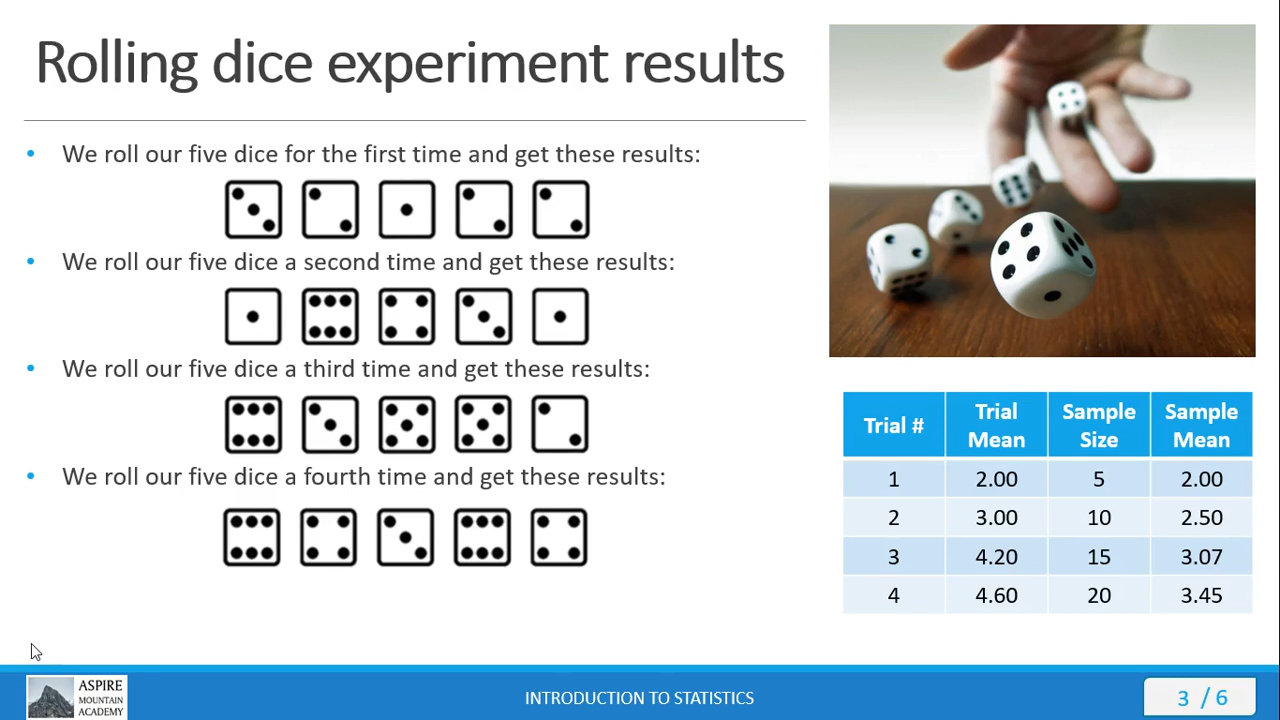 Rolling dice experiment results
• We roll our five dice for the first time and get these results:
• We roll our five dice a second time and get these results:
• We roll our five dice a third time and get these results:
• We roll our five dice a fourth time and get these results:
Trial # Trial Mean Sample Size Sample Mean
1 2.00 5 2.00
2 3.00 10 2.50
3 4.20 15 3.07
4 4.60 20 3.45
ASPIRE
MOUNTAIN
ACADEMY
INTRODUCTION TO STATISTICS
3 / 6